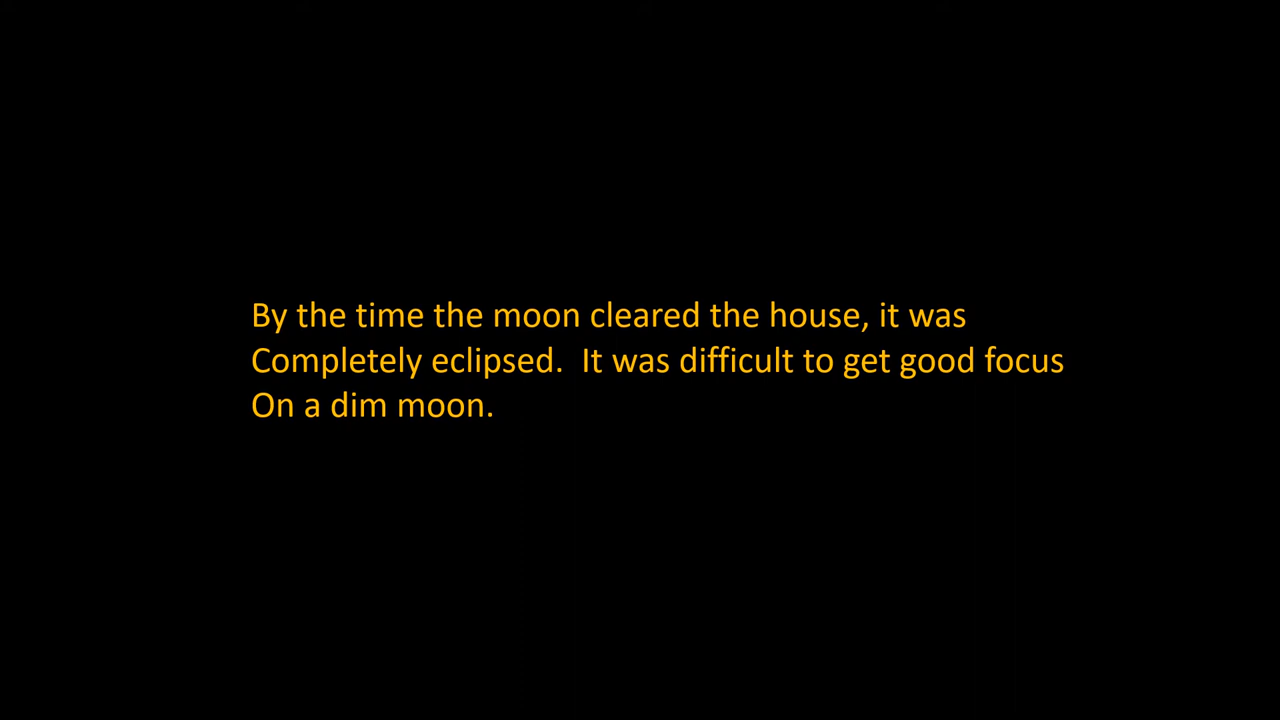 By the time the moon cleared the house, it was
Completely eclipsed.  It was difficult to get good focus
On a dim moon.